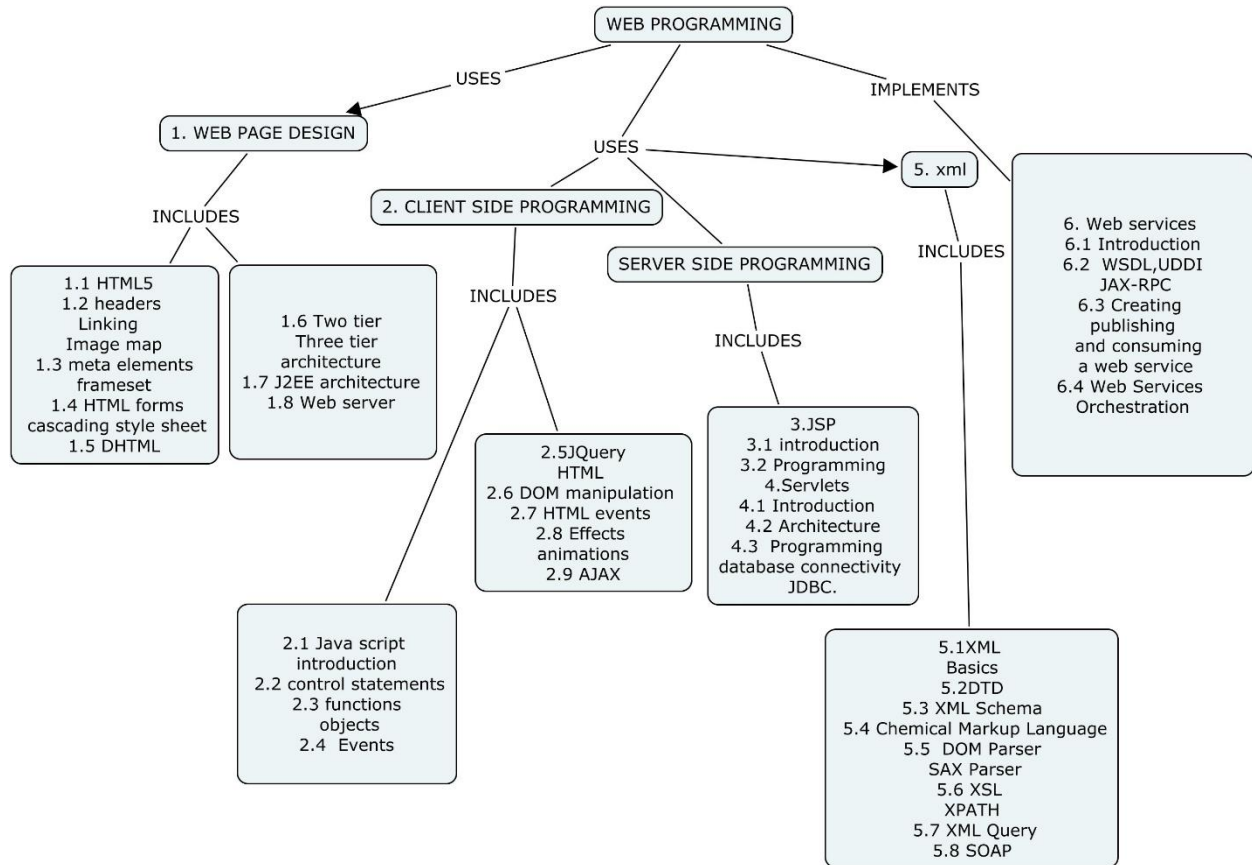 WEB PROGRAMMING
USES
IMPLEMENTS
1. WEB PAGE DESIGN
USES
5. xml
2. CLIENT SIDE PROGRAMMING
INCLUDES
INCLUDES
SERVER SIDE PROGRAMMING
6. Web services
6.1 Introduction
6.2 WSDL,UDDI
JAX-RPC
6.3 Creating
publishing
and consuming
a web service
6.4 Web Services
Orchestration
1.1 HTML5
1.2 headers
Linking
Image map
1.3 meta elements
frameset
1.4 HTML forms
cascading style sheet
1.5 DHTML
1.6 Two tier
Three tier
architecture
1.7 J2EE architecture
1.8 Web server
INCLUDES
INCLUDES
2.5JQuery
HTML
2.6 DOM manipulation
2.7 HTML events
2.8 Effects
animations
2.9 AJAX
3.JSP
3.1 introduction
3.2 Programming
4.Servlets
4.1 Introduction
4.2 Architecture
4.3 Programming
database connectivity
JDBC.
2.1 Java script
introduction
2.2 control statements
2.3 functions
objects
2.4 Events
5.1XML
Basics
5.2DTD
5.3 XML Schema
5.4 Chemical Markup Language
5.5 DOM Parser
SAX Parser
5.6 XSL
XPATH
5.7 XML Query
5.8 SOAP